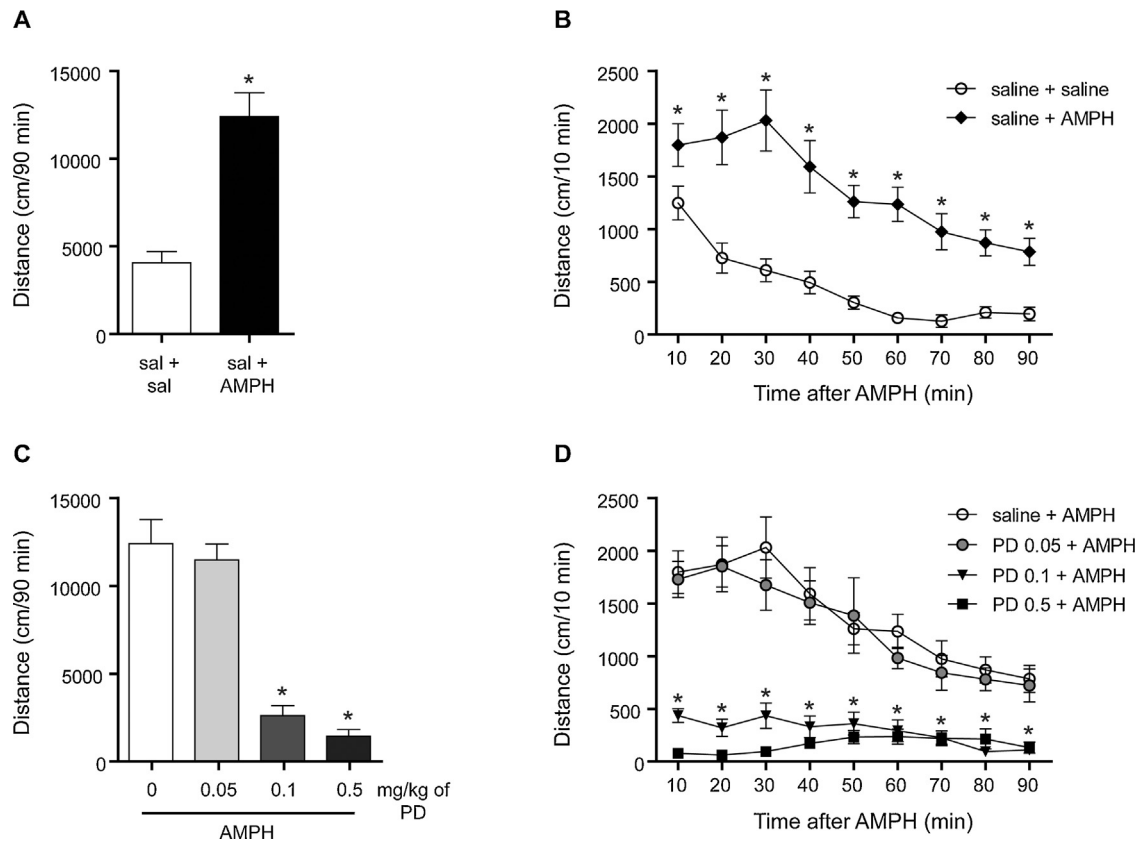 A
15000
10000
5000
0
Distance (cm/90 min)
*
sal +
sal
sal +
AMPH
B
2500
2000
1500
1000
500
0
Distance (cm/10 min)
* * * * * * * * *
saline + saline
saline + AMPH
10 20 30 40 50 60 70 80 90
Time after AMPH (min)
C
15000
10000
5000
0
Distance (cm/90 min)
* *
0 0.05 0.1 0.5 mg/kg of
PD
AMPH
D
2500
2000
1500
1000
500
0
Distance (cm/10 min)
saline + AMPH
PD 0.05 + AMPH
PD 0.1 + AMPH
PD 0.5 + AMPH
* * * * * * * * *
10 20 30 40 50 60 70 80 90
Time after AMPH (min)